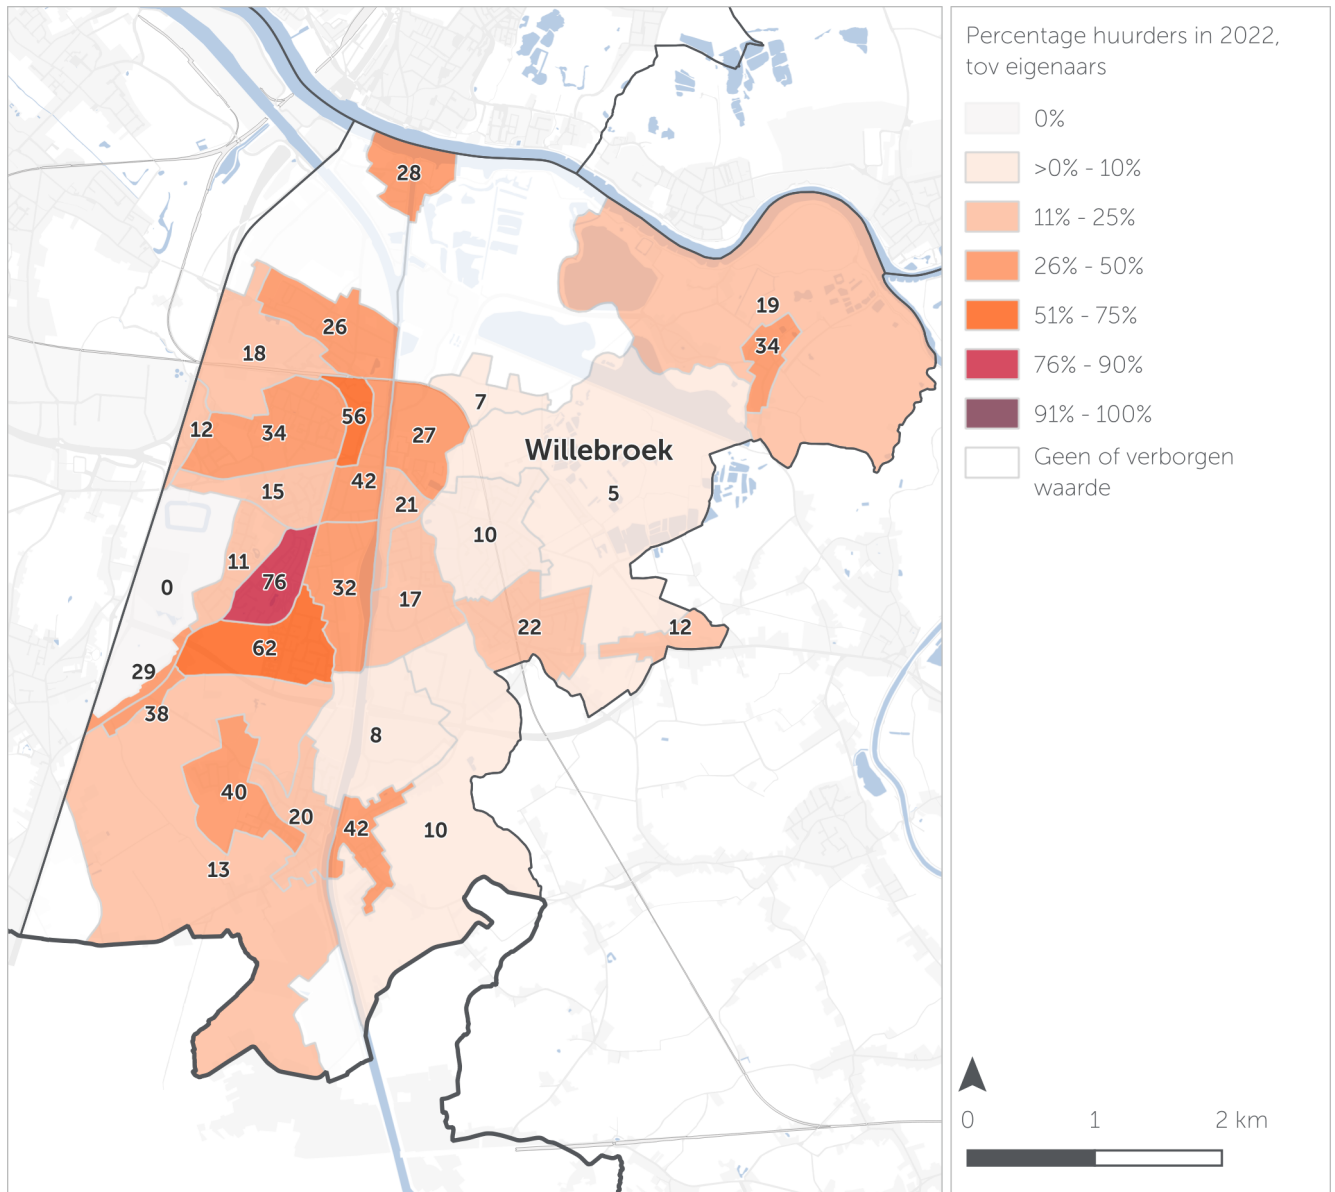 28
19
26
34
18
7
56
12
34
27
Willebroek
42
15
5
21
10
11
76
32
0
17
22
12
62
29
38
8
40
20
42
10
13
Percentage huurders in 2022,
tov eigenaars
0%
>0% - 10%
11% - 25%
26% - 50%
51% - 75%
76% - 90%
91% - 100%
Geen of verborgen
waarde
0 1 2 km